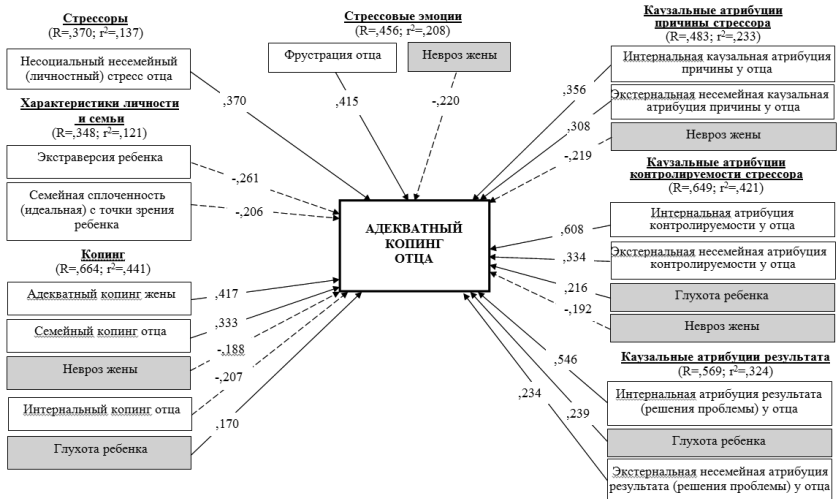 Стрессоры
(R=,370; r²=,137)
Несоциальный несемейный
(личностный) стресс отца
Характеристики личности
и семьи
(R=,348; r²=,121)
Экстраверсия ребенка
Семейная сплоченность
(идеальная) с точки зрения
ребенка
Копинг
(R=,664; r²=,441)
Адекватный копинг жены
Семейный копинг отца
Невроз жены
Интернальный копинг отца
Глухота ребенка
,370
-,261
-,206
,417
,333
-,188
-,207
,170
Стрессовые эмоции
(R=,456; r²=,208)
Фрустрация отца
Невроз жены
,415
-,220
АДЕКВАТНЫЙ
КОПИНГ
ОТЦА
Каузальные атрибуции
причины стрессора
(R=,483; r²=,233)
Интернальная каузальная атрибуция
причины у отца
Экстернальная несемейная каузальная
атрибуция причины у отца
Невроз жены
,356
,308
-,219
Каузальные атрибуции
контролируемости стрессора
(R=,649; r²=,421)
Интернальная атрибуция
контролируемости у отца
Экстернальная несемейная атрибуция
контролируемости у отца
Глухота ребенка
Невроз жены
,608
,334
,216
-,192
Каузальные атрибуции результата
(R=,569; r²=,324)
Интернальная атрибуция результата
(решения проблемы) у отца
Глухота ребенка
Экстернальная несемейная атрибуция
результата (решения проблемы) у отца
,546
,239
,234